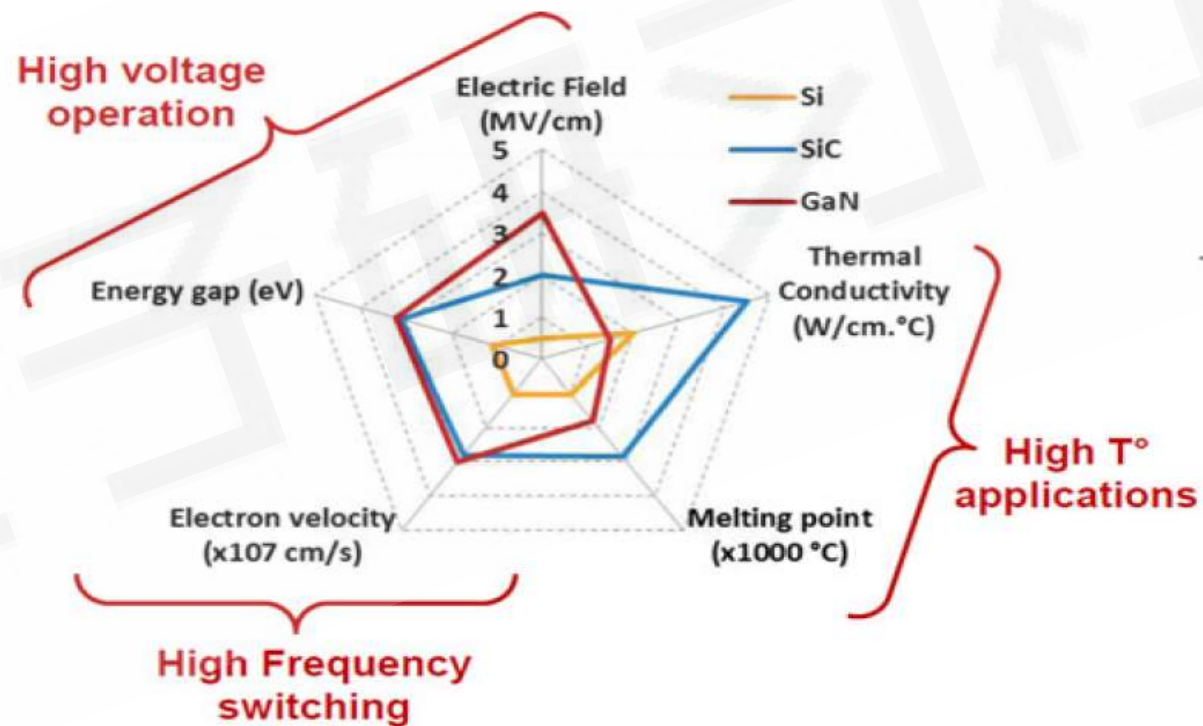 High voltage
operation
Electric Field
(MV/cm)
Si
SiC
GaN
5
4
3
2
1
0
Energy gap (eV)
Thermal
Conductivity
(W/cm.°C)
High T°
applications
Electron velocity
(x107 cm/s)
Melting point
(x1000 °C)
High Frequency
switching